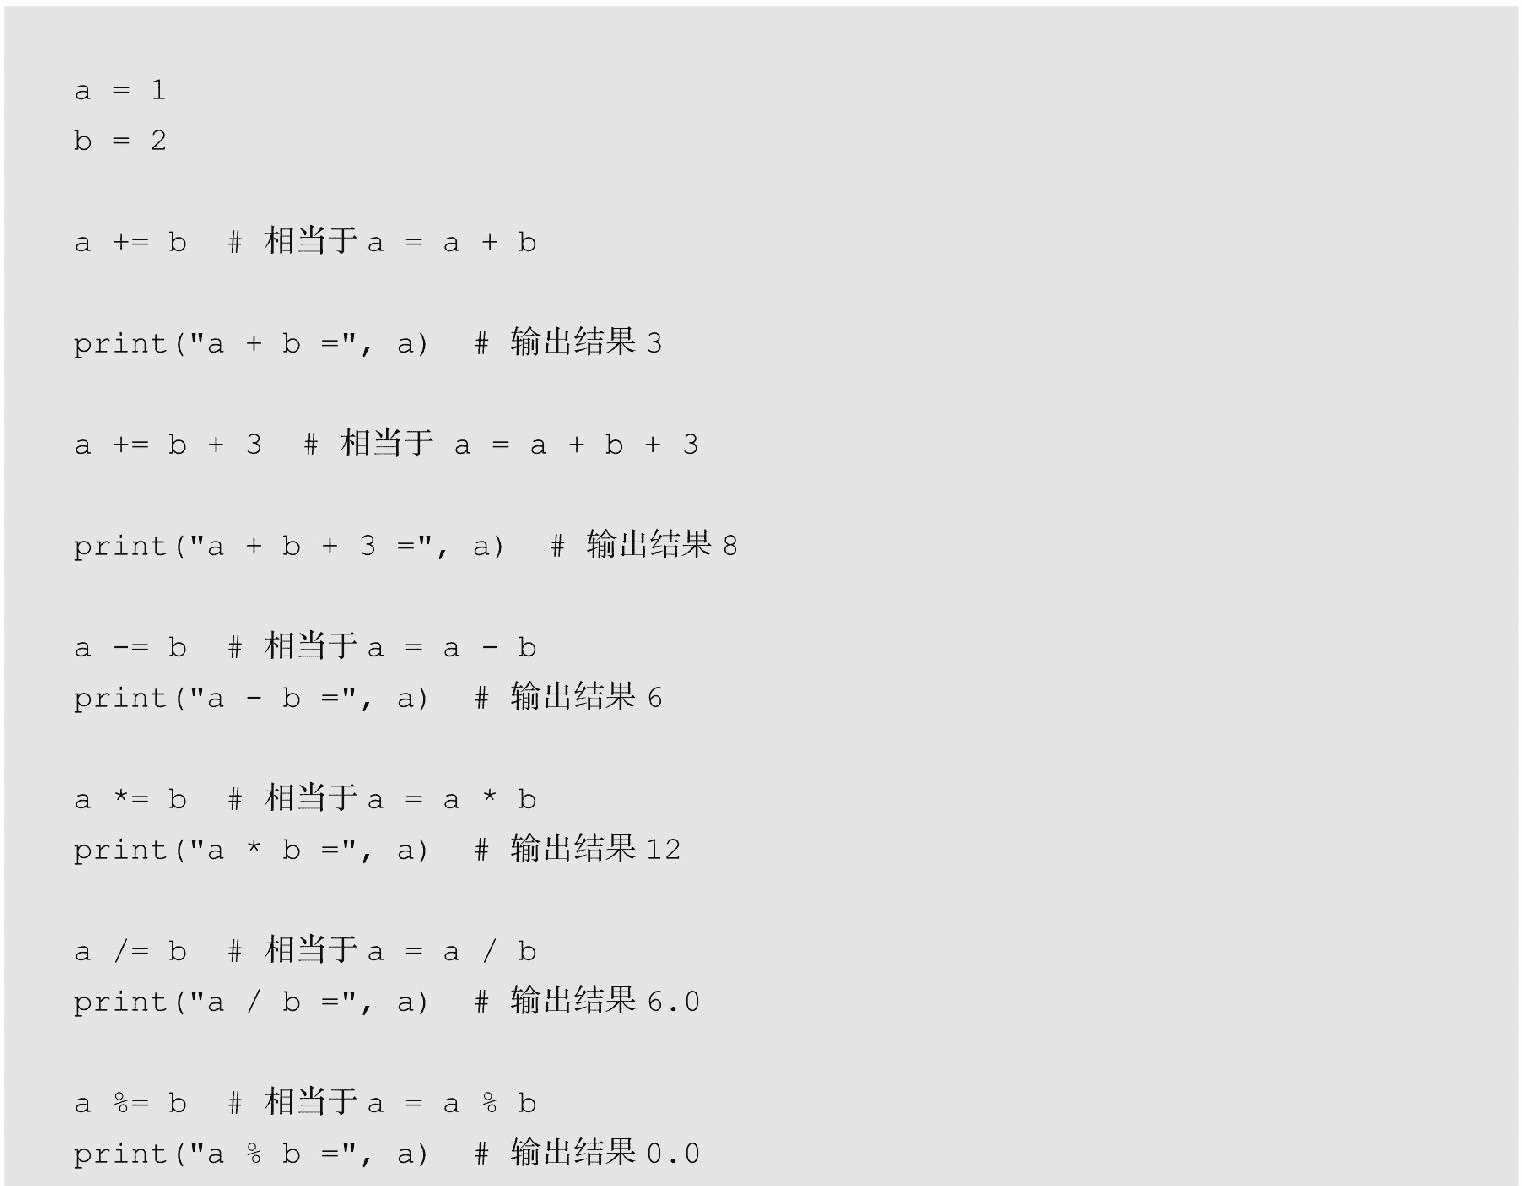 a = 1
b = 2
a += b  # 相当于a = a + b
print("a + b =", a)  # 输出结果3
a += b + 3  # 相当于 a = a + b + 3
print("a + b + 3 =", a)  # 输出结果8
a -= b  # 相当于a = a - b
print("a - b =", a)  # 输出结果6
a *= b  # 相当于a = a * b
print("a * b =", a)  # 输出结果12
a /= b  # 相当于a = a / b
print("a / b =", a)  # 输出结果6.0
a %= b  # 相当于a = a % b
print("a % b =", a)  # 输出结果0.0